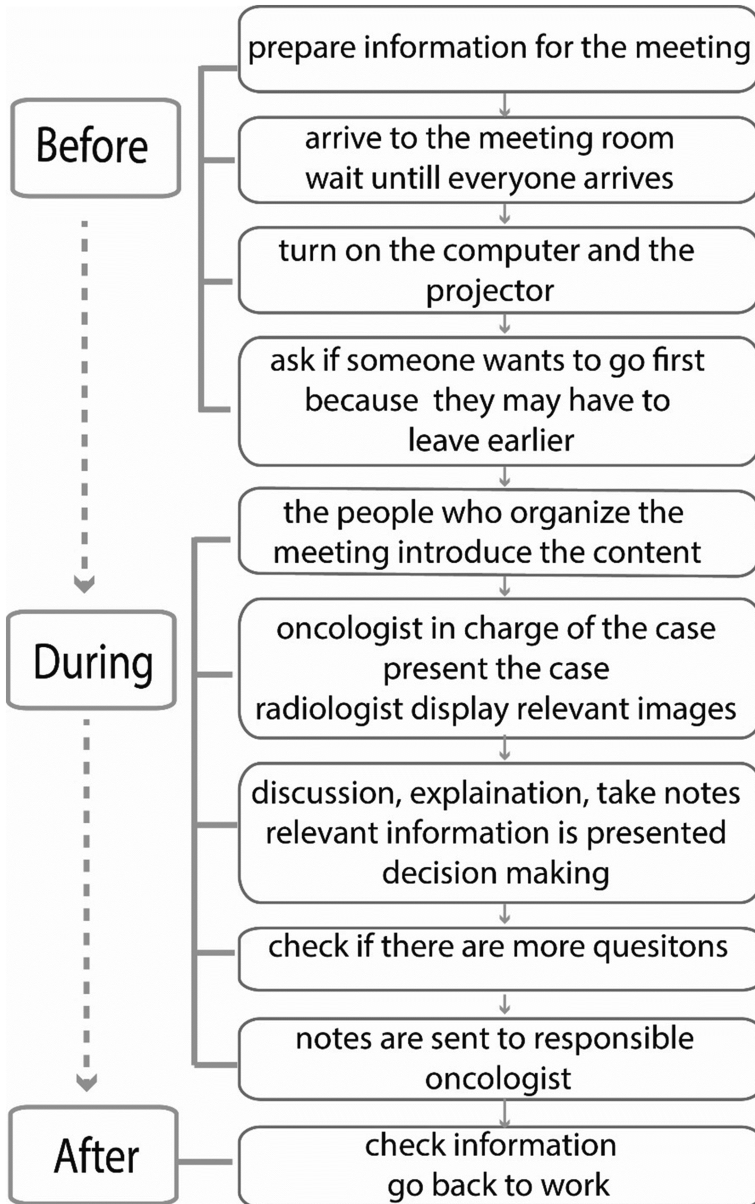 Before
prepare information for the meeting
arrive to the meeting room
wait untill everyone arrives
turn on the computer and the
projector
ask if someone wants to go first
because they may have to
leave earlier
During
the people who organize the
meeting introduce the content
oncologist in charge of the case
present the case
radiologist display relevant images
discussion, explaination, take notes
relevant information is presented
decision making
check if there are more quesitons
notes are sent to responsible
oncologist
After
check information
go back to work